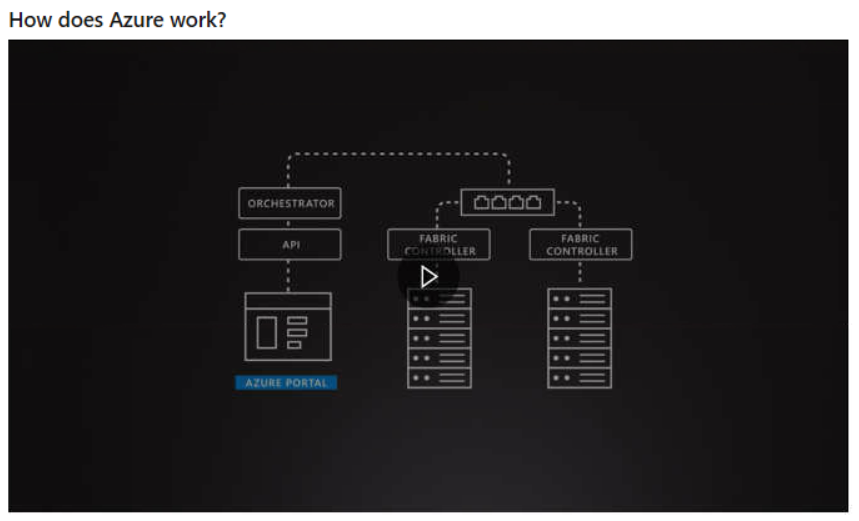 How does Azure work?
ORCHESTRATOR
API
FABRIC
CONTROLLER
FABRIC
CONTROLLER
AZURE PORTAL